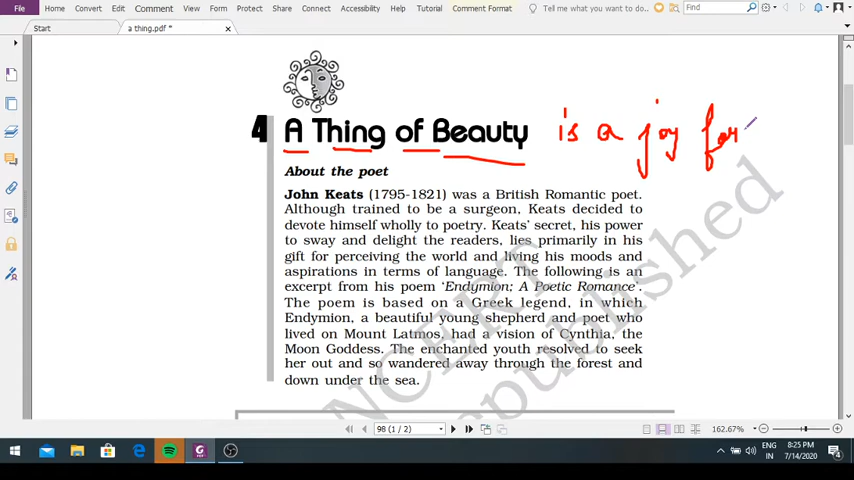 File Home Convert Edit Comment View Form Protect Share Connect Accessibility Help Tutorial Comment Format Tell me what you want to do... Find
Start a thing.pdf *
4 A Thing of Beauty is a joy for
About the poet
John Keats (1795-1821) was a British Romantic poet.
Although trained to be a surgeon, Keats decided to
devote himself wholly to poetry. Keats' secret, his power
to sway and delight the readers, lies primarily in his
gift for perceiving the world and living his moods and
aspirations in terms of language. The following is an
excerpt from his poem 'Endymion; A Poetic Romance'.
The poem is based on a Greek legend, in which
Endymion, a beautiful young shepherd and poet who
lived on Mount Latmos, had a vision of Cynthia, the
Moon Goddess. The enchanted youth resolved to seek
her out and so wandered away through the forest and
down under the sea.
NCERT
republished
98 (1 / 2) 162.67%
ENG 8:25 PM
IN 7/14/2020 4